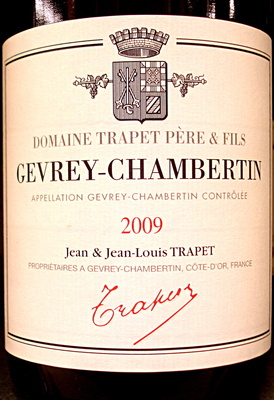 DOMAINE TRAPET PÈRE & FILS
GEVREY-CHAMBERTIN
APPELLATION GEVREY-CHAMBERTIN CONTRÔLÉE
2009
Jean & Jean-Louis TRAPET
PROPRIÉTAIRES A GEVREY-CHAMBERTIN, CÔTE-D'OR, FRANCE
Trapet